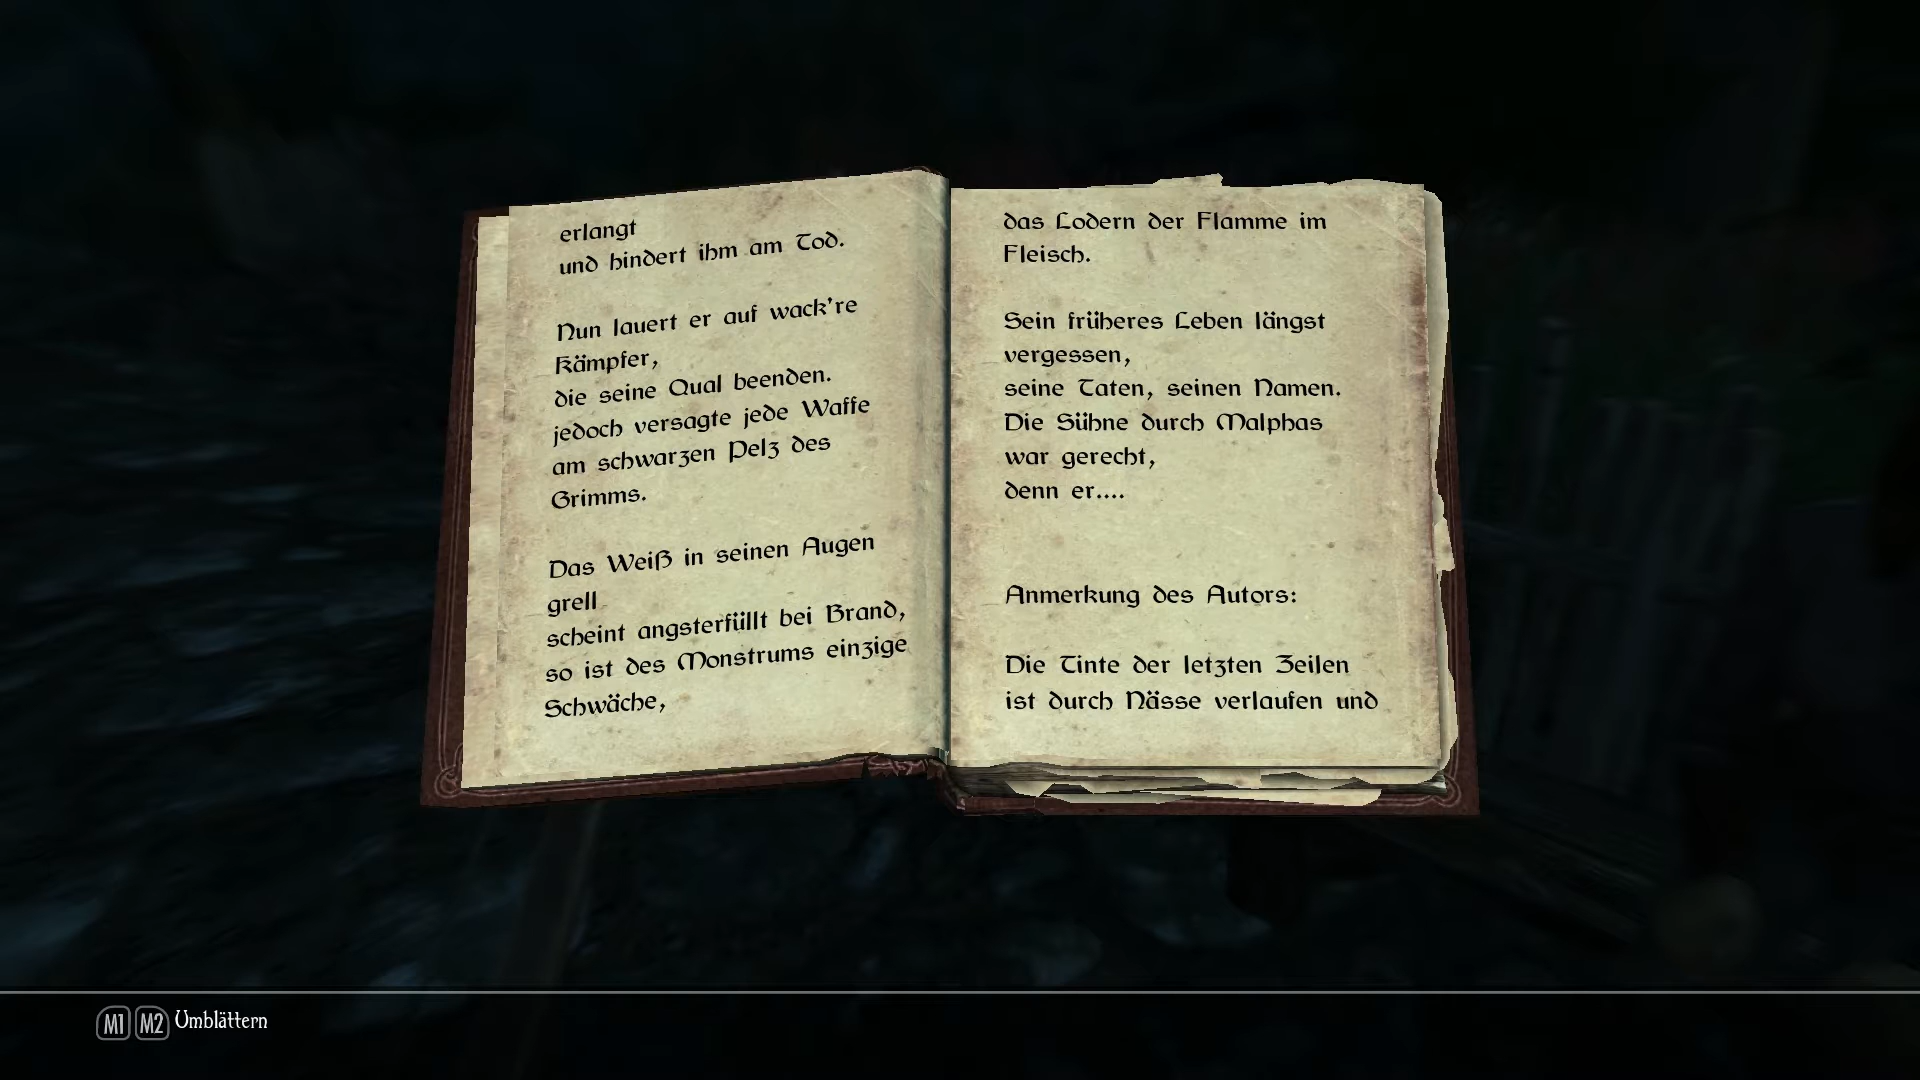 erlangt
und hindert ihm am Tod.
Nun lauert er auf wack're
Kämpfer,
die seine Qual beenden.
jedoch versagte jede Waffe
am schwarzen Pelz des
Grimms.
Das Weiß in seinen Augen
grell
scheint angsterfüllt bei Brand,
so ist des Monstrums einzige
Schwäche,
das Lodern der Flamme im
Fleisch.
Sein früheres Leben längst
vergessen,
seine Taten, seinen Namen.
Die Sühne durch Malphas
war gerecht,
denn er....
Anmerkung des Autors:
Die Tinte der letzten Zeilen
ist durch Nässe verlaufen und
M1 M2 Umblättern